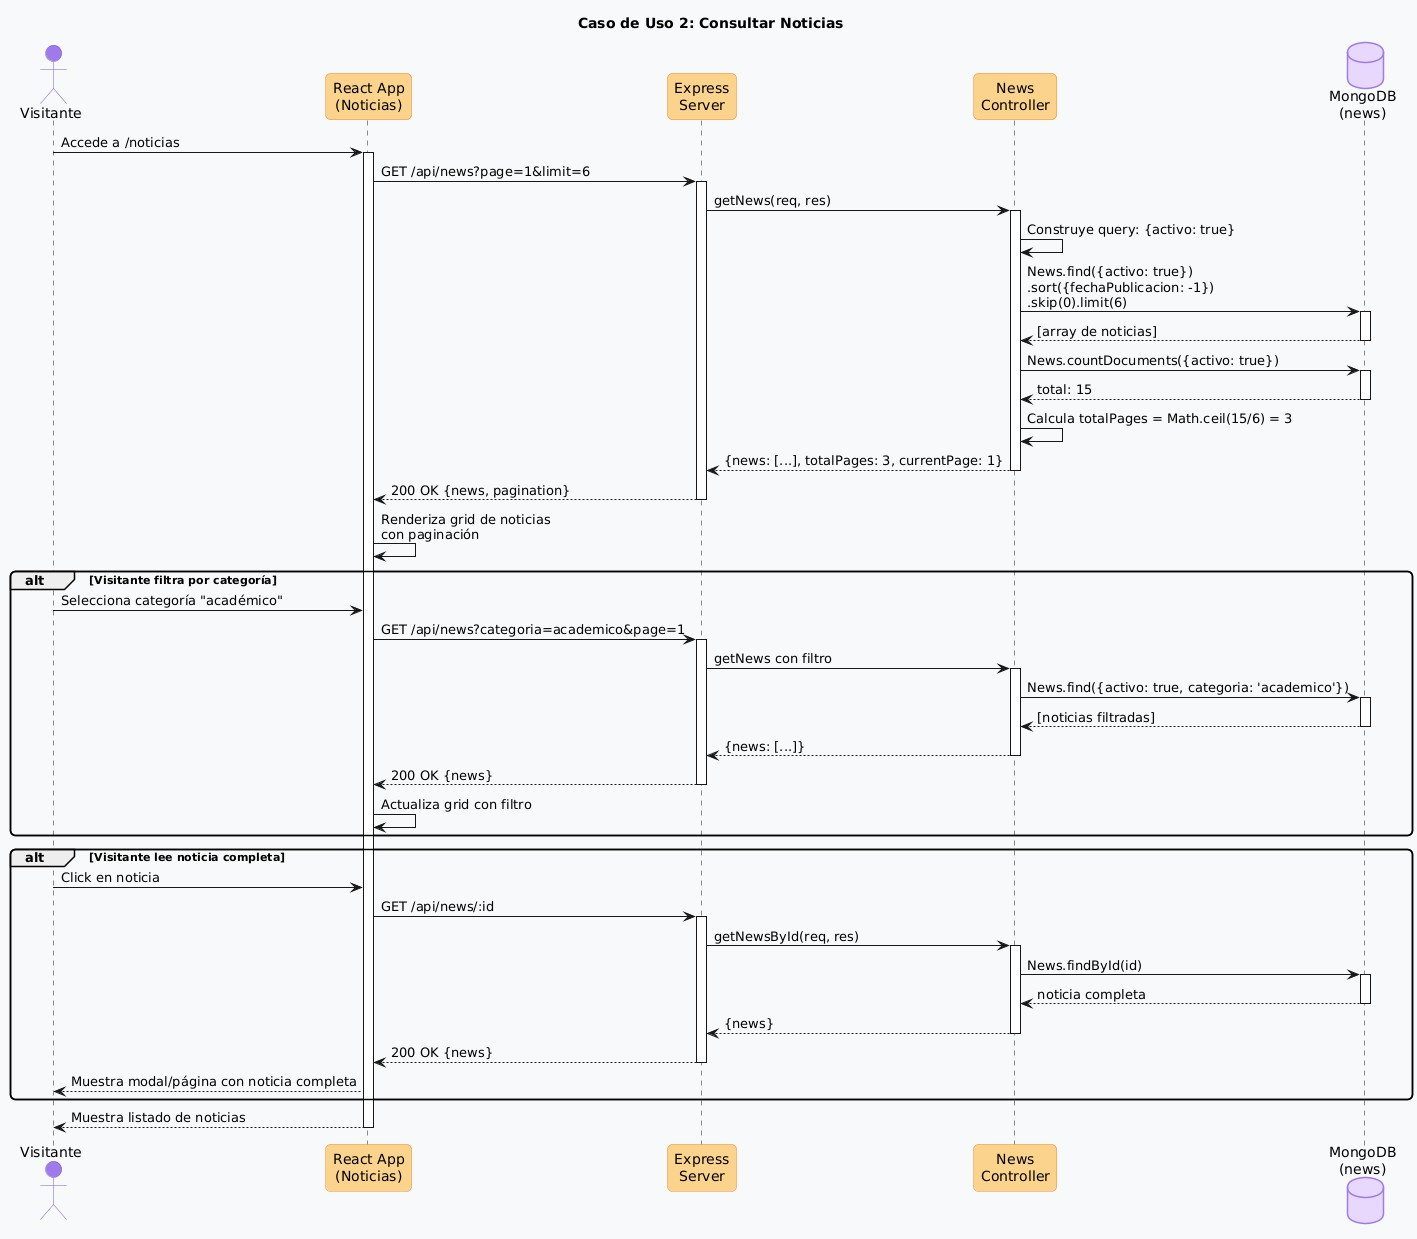 Caso de Uso 2: Consultar Noticias
Visitante
React App
(Noticias)
Express
Server
News
Controller
MongoDB
(news)
Accede a /noticias
GET /api/news?page=1&limit=6
getNews(req, res)
Construye query: {activo: true}
News.find({activo: true})
.sort({fechaPublicacion: -1})
.skip(0).limit(6)
[array de noticias]
News.countDocuments({activo: true})
total: 15
Calcula totalPages = Math.ceil(15/6) = 3
{news: [...], totalPages: 3, currentPage: 1}
200 OK {news, pagination}
Renderiza grid de noticias
con paginación
alt [Visitante filtra por categoría]
Selecciona categoría "académico"
GET /api/news?categoria=academico&page=1
getNews con filtro
News.find({activo: true, categoria: 'academico'})
[noticias filtradas]
{news: [...]}
200 OK {news}
Actualiza grid con filtro
alt [Visitante lee noticia completa]
Click en noticia
GET /api/news/:id
getNewsById(req, res)
News.findById(id)
noticia completa
{news}
200 OK {news}
Muestra modal/página con noticia completa
Muestra listado de noticias
Visitante
React App
(Noticias)
Express
Server
News
Controller
MongoDB
(news)